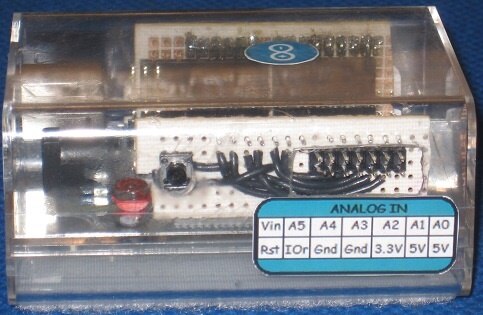 8
ANALOG IN
Vin A5 A4 A3 A2 A1 A0
Rst IOr Gnd Gnd 3.3V 5V 5V